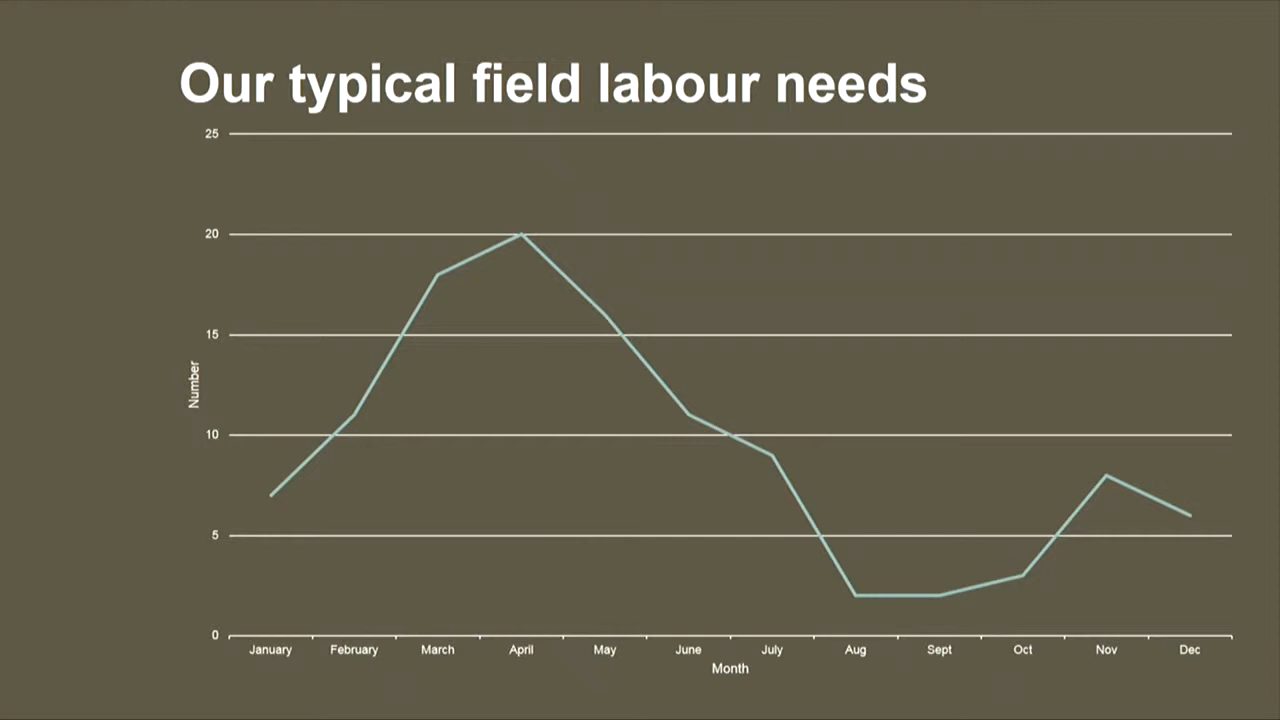 Our typical field labour needs
25
20
15
10
5
0
Number
January February March April May June July Aug Sept Oct Nov Dec
Month